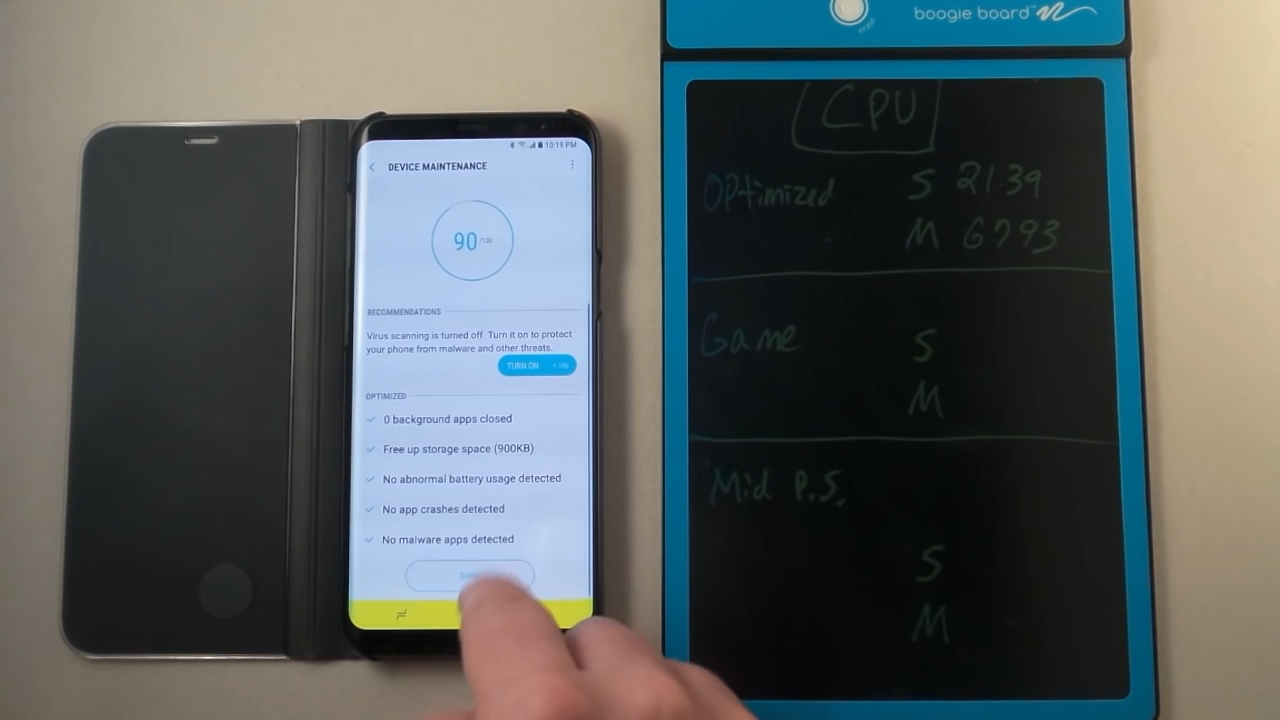 10:19 PM
DEVICE MAINTENANCE
90 /100
RECOMMENDATIONS
Virus scanning is turned off. Turn it on to protect
your phone from malware and other threats.
TURN ON
OPTIMIZED
0 background apps closed
Free up storage space (900KB)
No abnormal battery usage detected
No app crashes detected
No malware apps detected
boogie board™
CPU
Optimized S 2139
M 6793
Game S
M
Mid P.S.
S
M